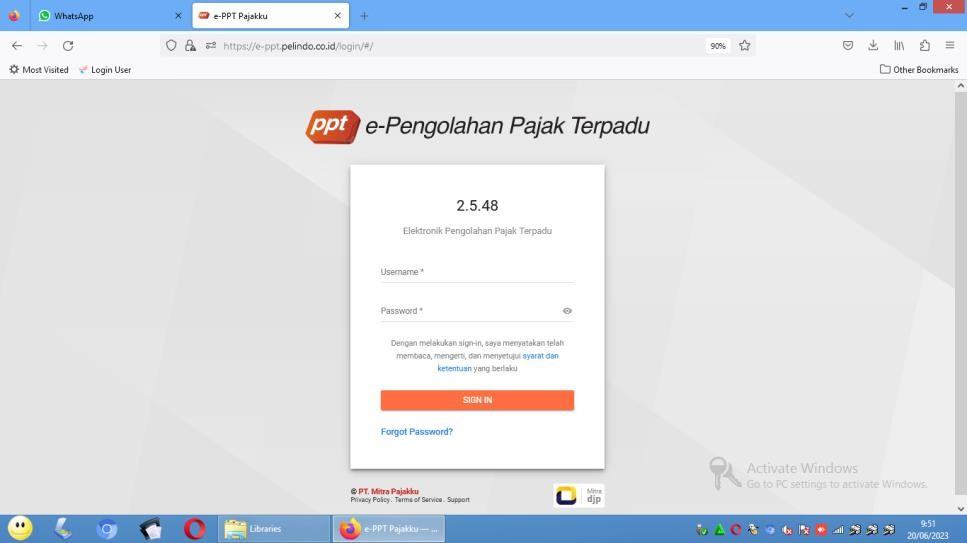 WhatsApp
e-PPT Pajakku
https://e-ppt.pelindo.co.id/login/#/
90%
Most Visited
Login User
Other Bookmarks
ppt e-Pengolahan Pajak Terpadu
2.5.48
Elektronik Pengolahan Pajak Terpadu
Username *
Password *
Dengan melakukan sign-in, saya menyatakan telah
membaca, mengerti, dan menyetujui syarat dan
ketentuan yang berlaku
SIGN IN
Forgot Password?
Activate Windows
Go to PC settings to activate Windows.
© PT. Mitra Pajakku
Privacy Policy . Terms of Service . Support
Mitra
djp
Libraries
e-PPT Pajakku — ...
9:51
20/06/2023